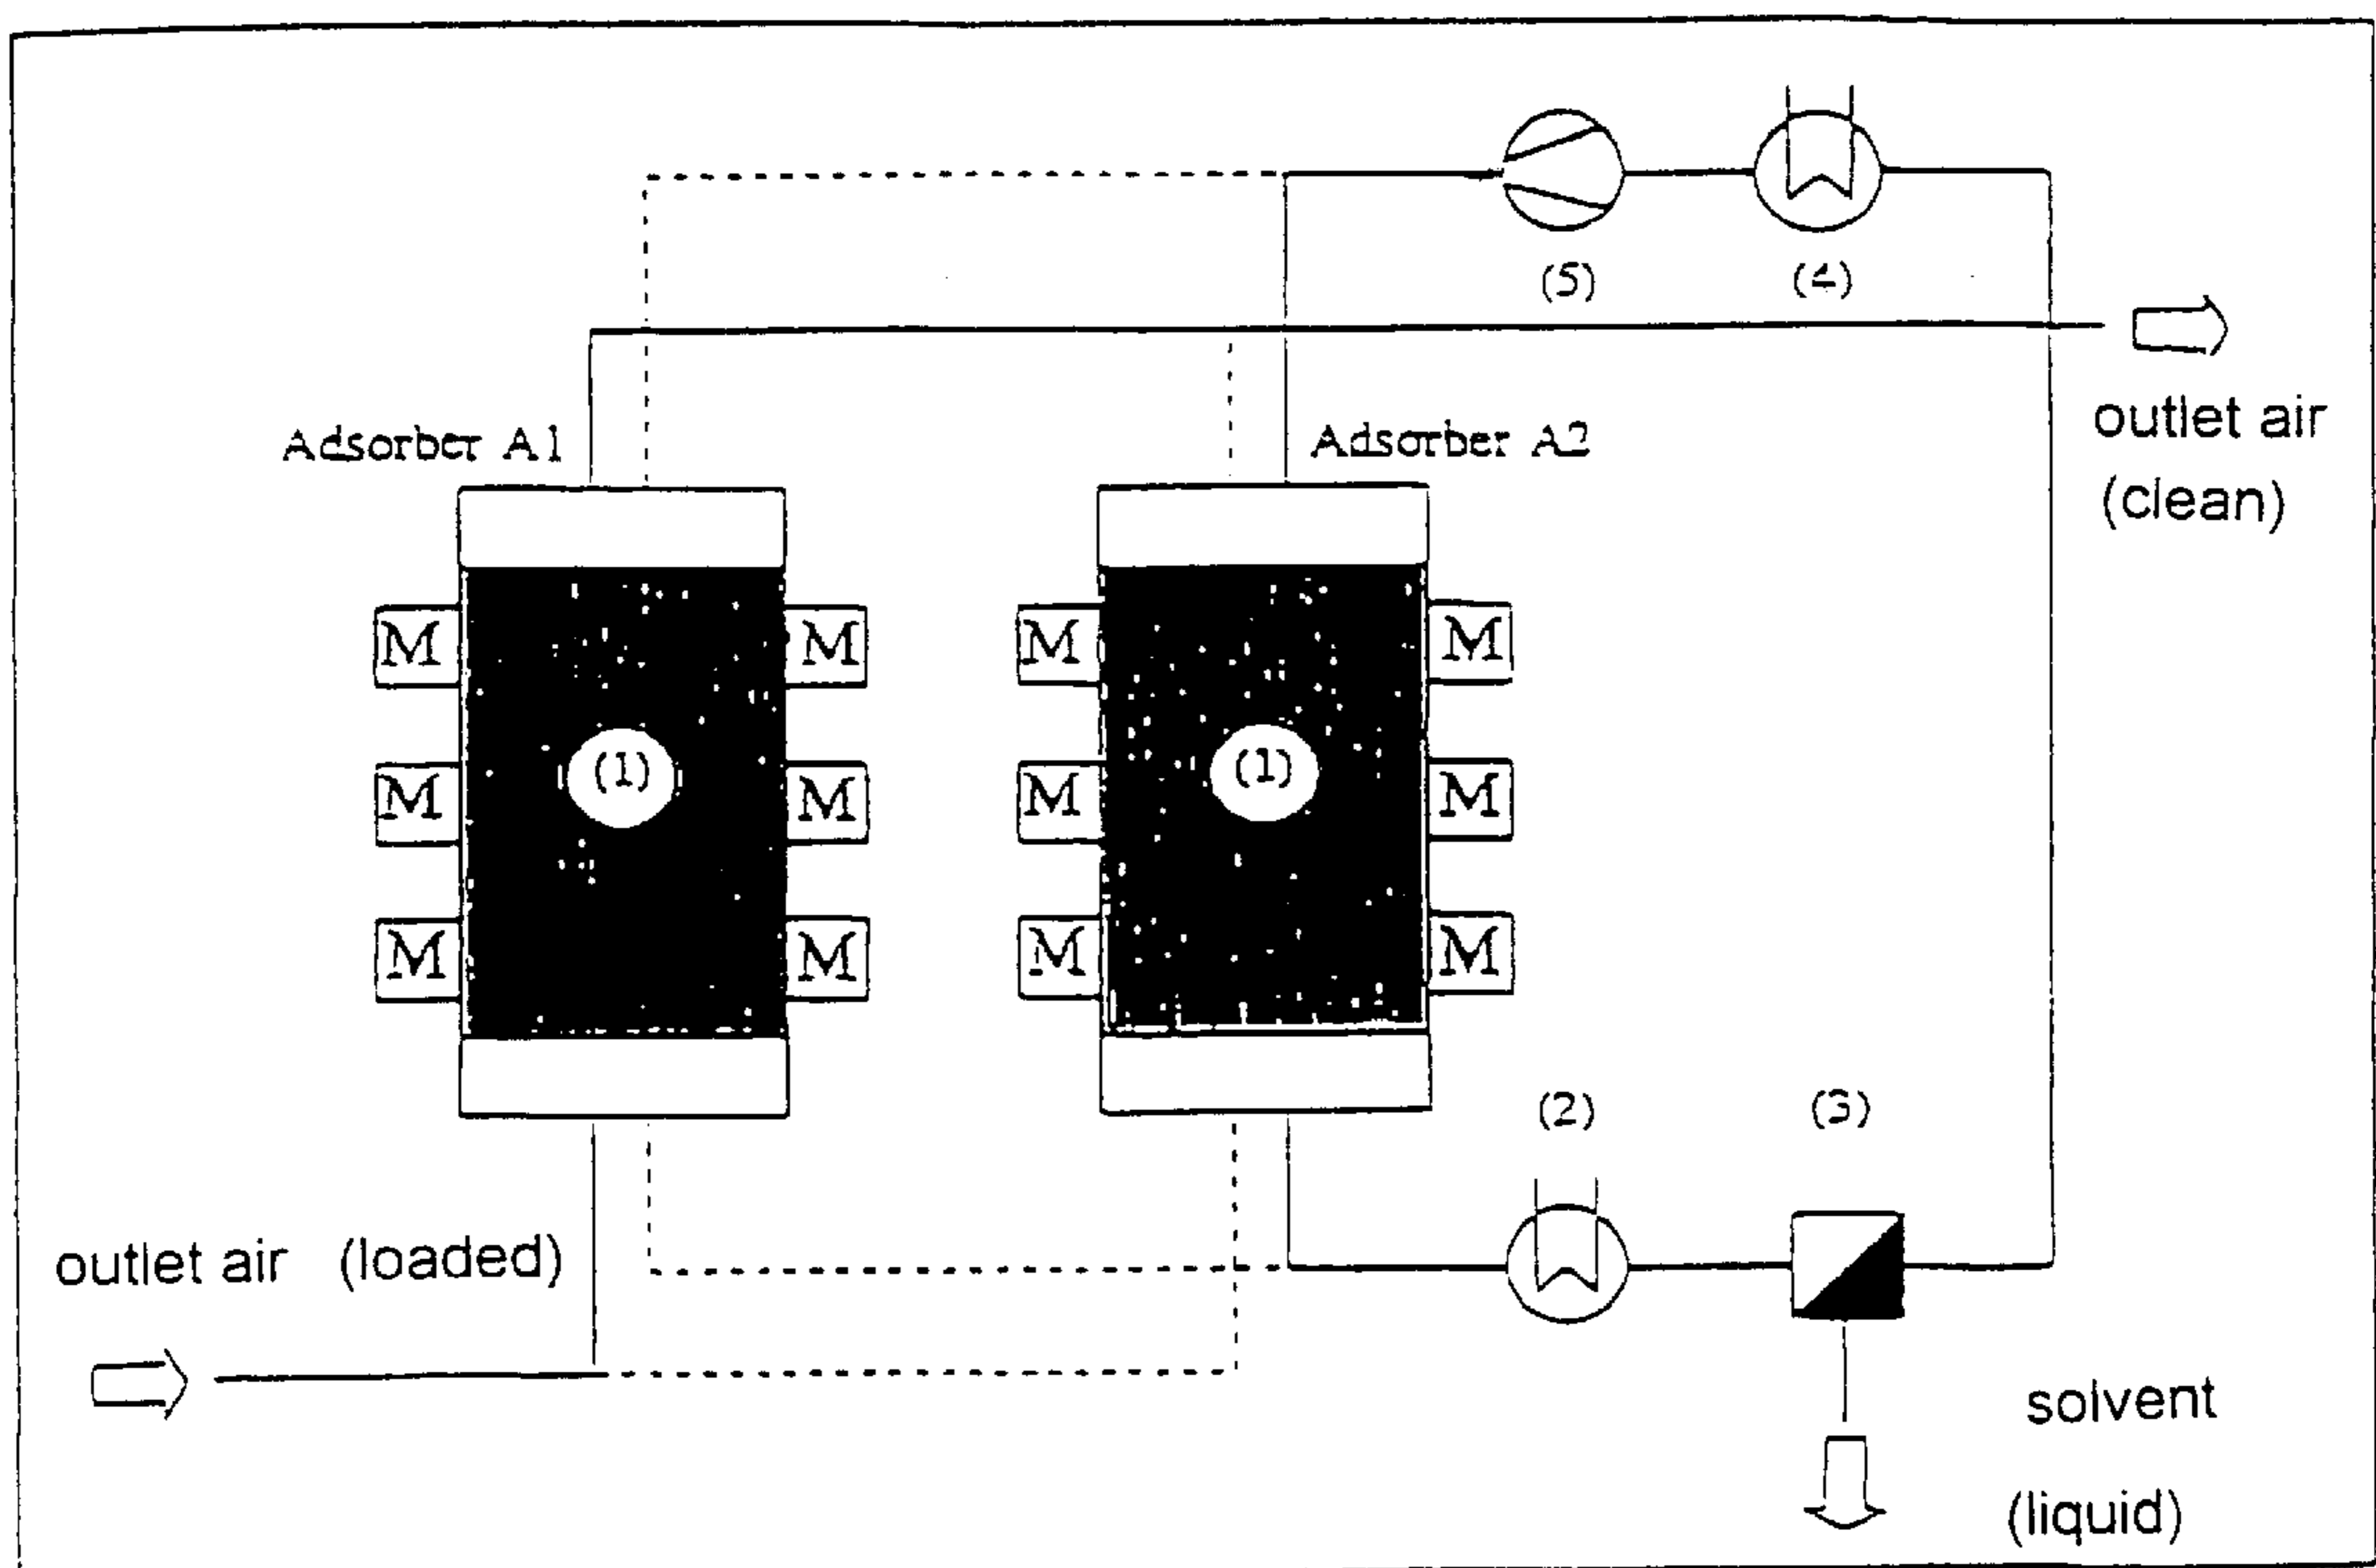 (5) (4)
outlet air
(clean)
Adsorber A1
Adsorber A2
M M M M
(1) (1)
M M M M
M M M M
(2) (3)
outlet air (loaded)
solvent
(liquid)